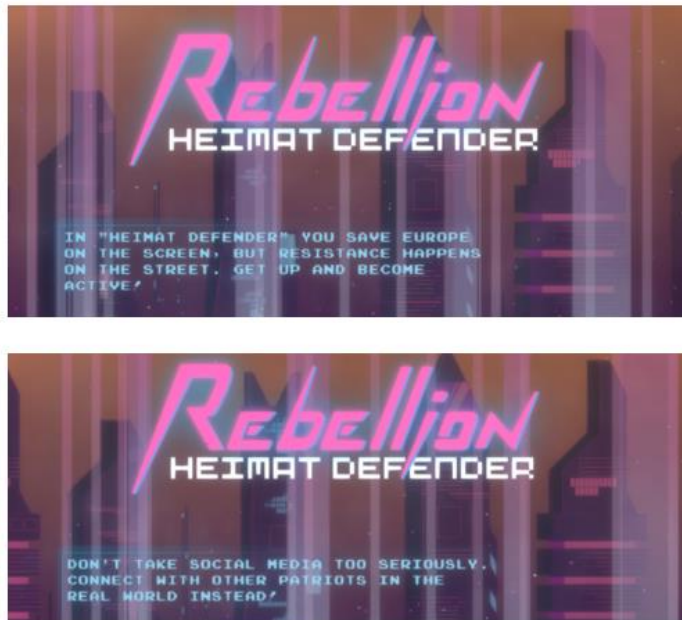 Rebellion
HEIMAT DEFENDER
IN "HEIMAT DEFENDER" YOU SAVE EUROPE
ON THE SCREEN, BUT RESISTANCE HAPPENS
ON THE STREET. GET UP AND BECOME
ACTIVE!
Rebellion
HEIMAT DEFENDER
DON'T TAKE SOCIAL MEDIA TOO SERIOUSLY.
CONNECT WITH OTHER PATRIOTS IN THE
REAL WORLD INSTEAD!